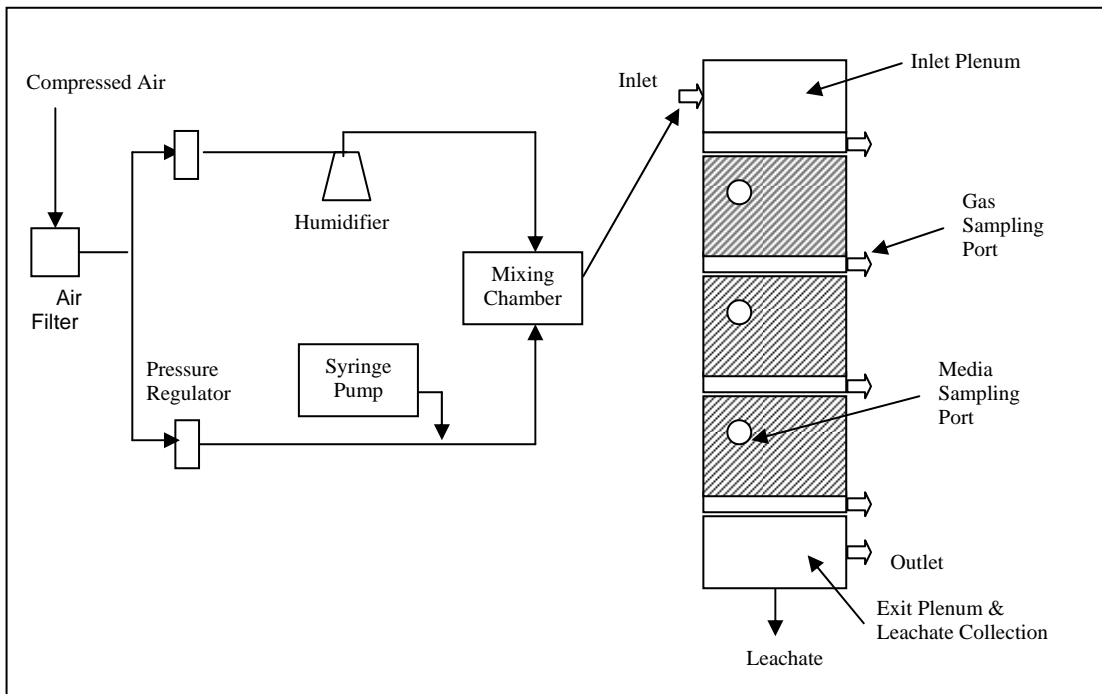 Compressed Air
Air
Filter
Humidifier
Pressure
Regulator
Syringe
Pump
Mixing
Chamber
Inlet
Inlet Plenum
Gas
Sampling
Port
Media
Sampling
Port
Outlet
Exit Plenum &
Leachate Collection
Leachate